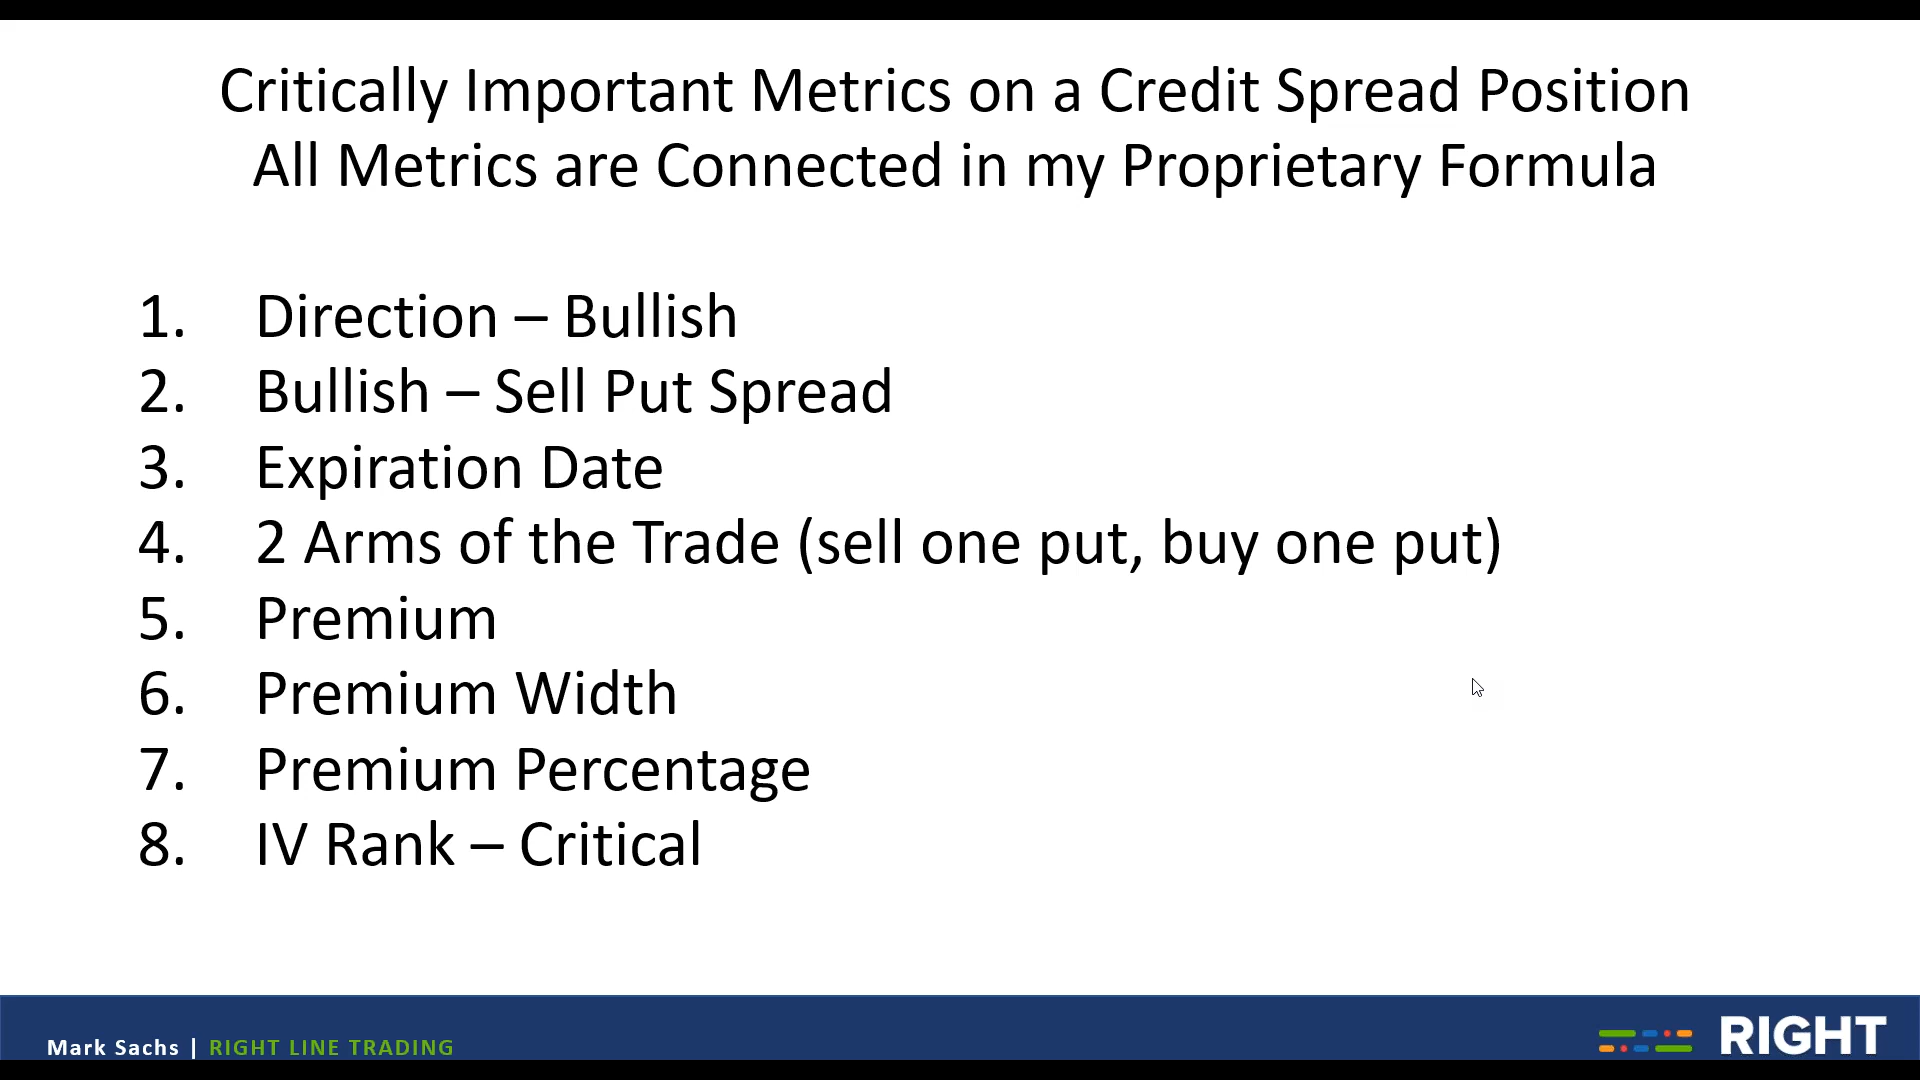 Critically Important Metrics on a Credit Spread Position
All Metrics are Connected in my Proprietary Formula
1. Direction – Bullish
2. Bullish – Sell Put Spread
3. Expiration Date
4. 2 Arms of the Trade (sell one put, buy one put)
5. Premium
6. Premium Width
7. Premium Percentage
8. IV Rank – Critical
Mark Sachs | RIGHT LINE TRADING
RIGHT